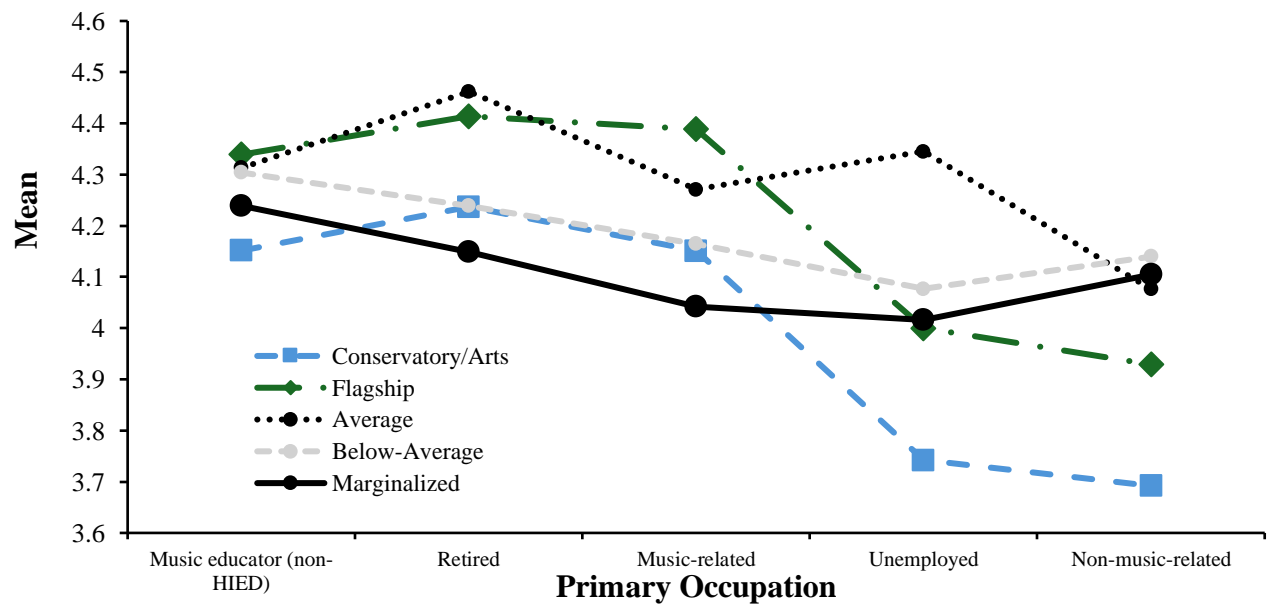 4.6
4.5
4.4
4.3
4.2
4.1
4
3.9
3.8
3.7
3.6
Mean
Conservatory/Arts
Flagship
Average
Below-Average
Marginalized
Music educator (non-
HIED)
Retired
Music-related
Unemployed
Non-music-related
Primary Occupation